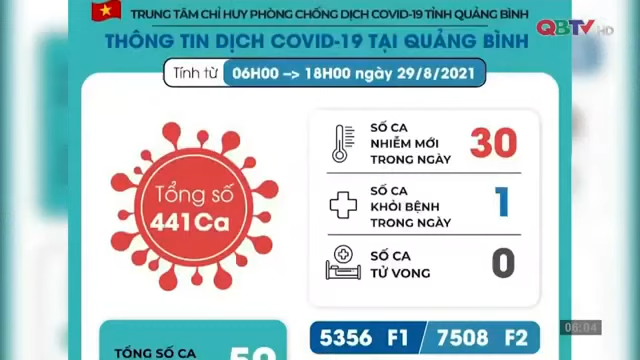 TRUNG TÂM CHỈ HUY PHÒNG CHỐNG DỊCH COVID-19 TỈNH QUẢNG BÌNH
QBTV HD
THÔNG TIN DỊCH COVID-19 TẠI QUẢNG BÌNH
Tính từ 06H00 –> 18H00 ngày 29/8/2021
Tổng số
441 Ca
SỐ CA
NHIỄM MỚI
TRONG NGÀY
30
SỐ CA
KHỎI BỆNH
TRONG NGÀY
1
SỐ CA
TỬ VONG
0
06:04
5356 F1 / 7508 F2
TỔNG SỐ CA